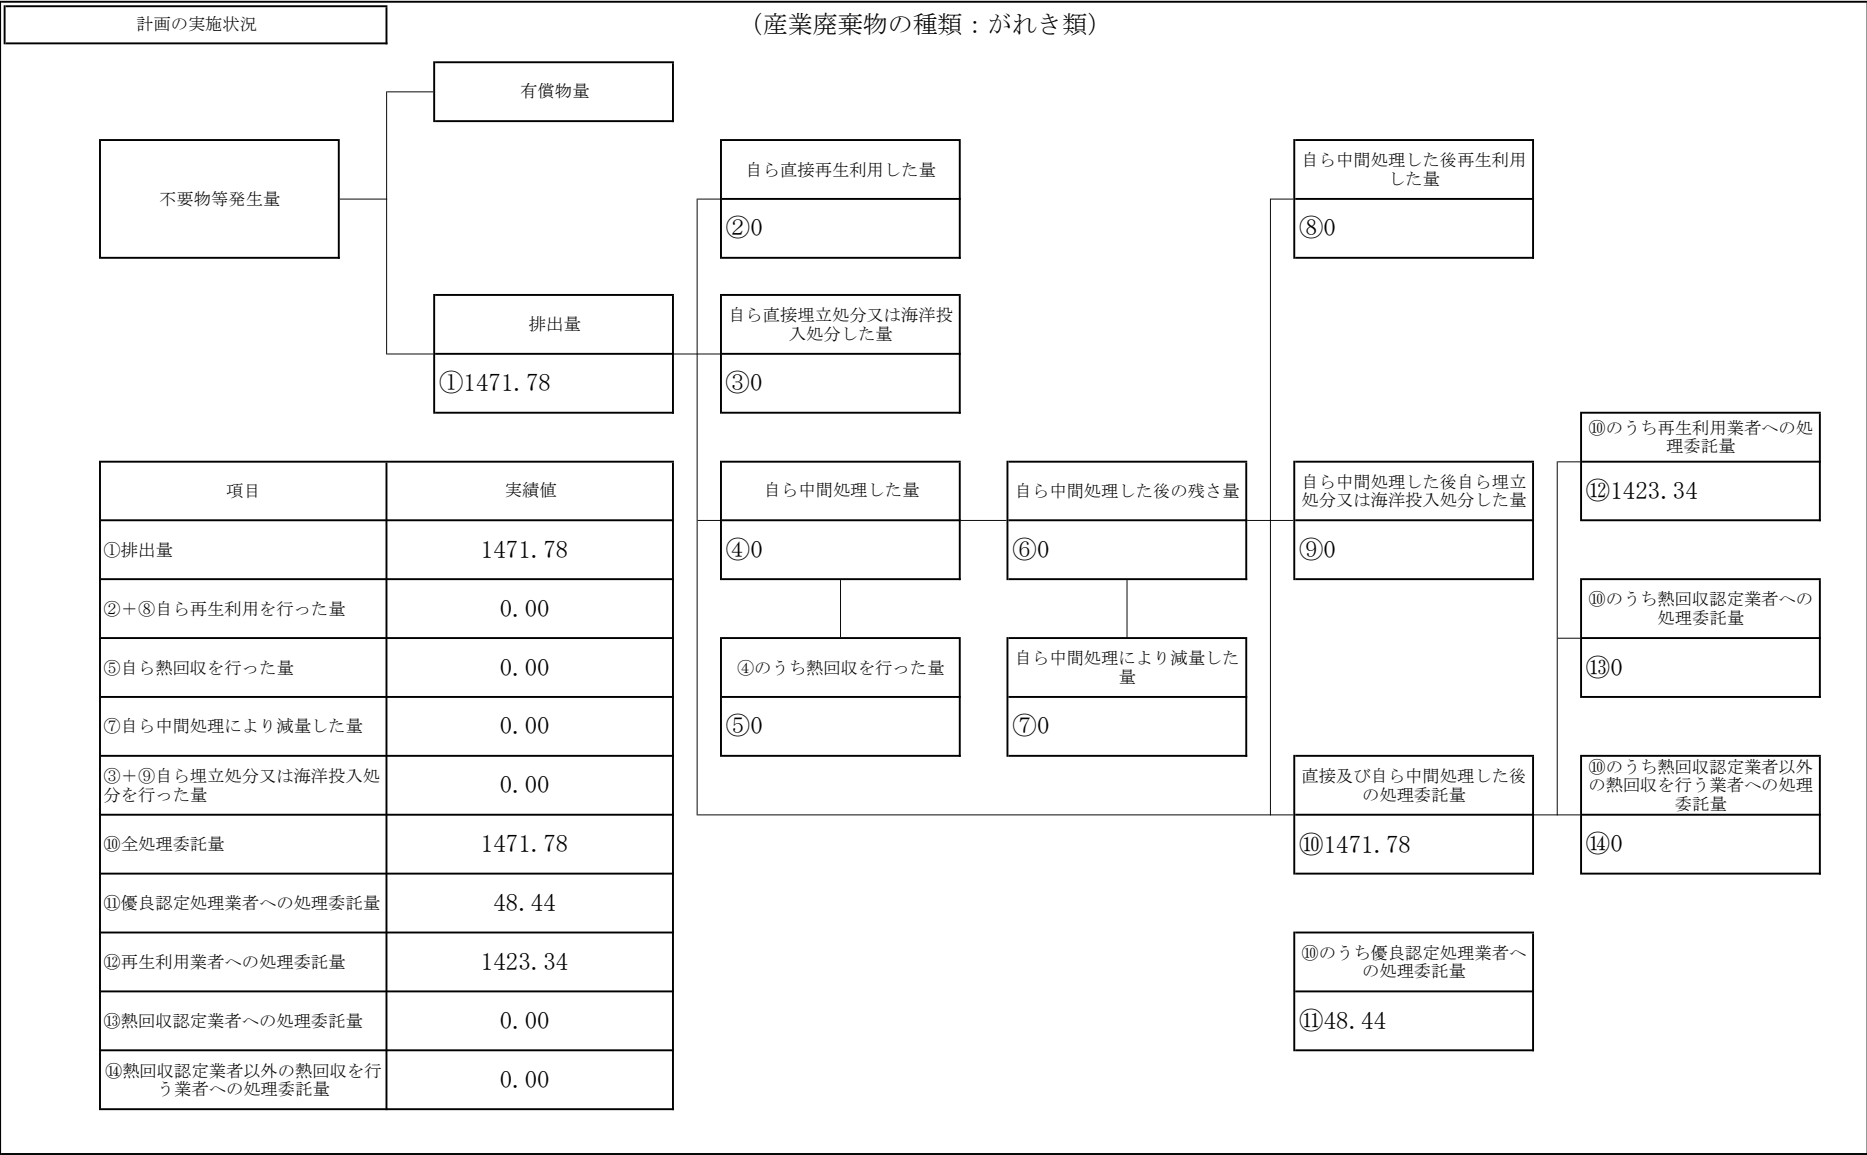 計画の実施状況
（産業廃棄物の種類：がれき類）
有償物量
不要物等発生量
自ら直接再生利用した量
②0
自ら中間処理した後再生利用
した量
⑧0
排出量
①1471.78
自ら直接埋立処分又は海洋投
入処分した量
③0
⑩のうち再生利用業者への処
理委託量
⑫1423.34
自ら中間処理した量
④0
自ら中間処理した後の残さ量
⑥0
自ら中間処理した後自ら埋立
処分又は海洋投入処分した量
⑨0
⑩のうち熱回収認定業者への
処理委託量
⑬0
④のうち熱回収を行った量
⑤0
自ら中間処理により減量した
量
⑦0
直接及び自ら中間処理した後
の処理委託量
⑩1471.78
⑩のうち熱回収認定業者以外
の熱回収を行う業者への処理
委託量
⑭0
⑩のうち優良認定処理業者へ
の処理委託量
⑪48.44
項目 実績値
①排出量 1471.78
②＋⑧自ら再生利用を行った量 0.00
⑤自ら熱回収を行った量 0.00
⑦自ら中間処理により減量した量 0.00
③＋⑨自ら埋立処分又は海洋投入処
分を行った量 0.00
⑩全処理委託量 1471.78
⑪優良認定処理業者への処理委託量 48.44
⑫再生利用業者への処理委託量 1423.34
⑬熱回収認定業者への処理委託量 0.00
⑭熱回収認定業者以外の熱回収を行
う業者への処理委託量 0.00